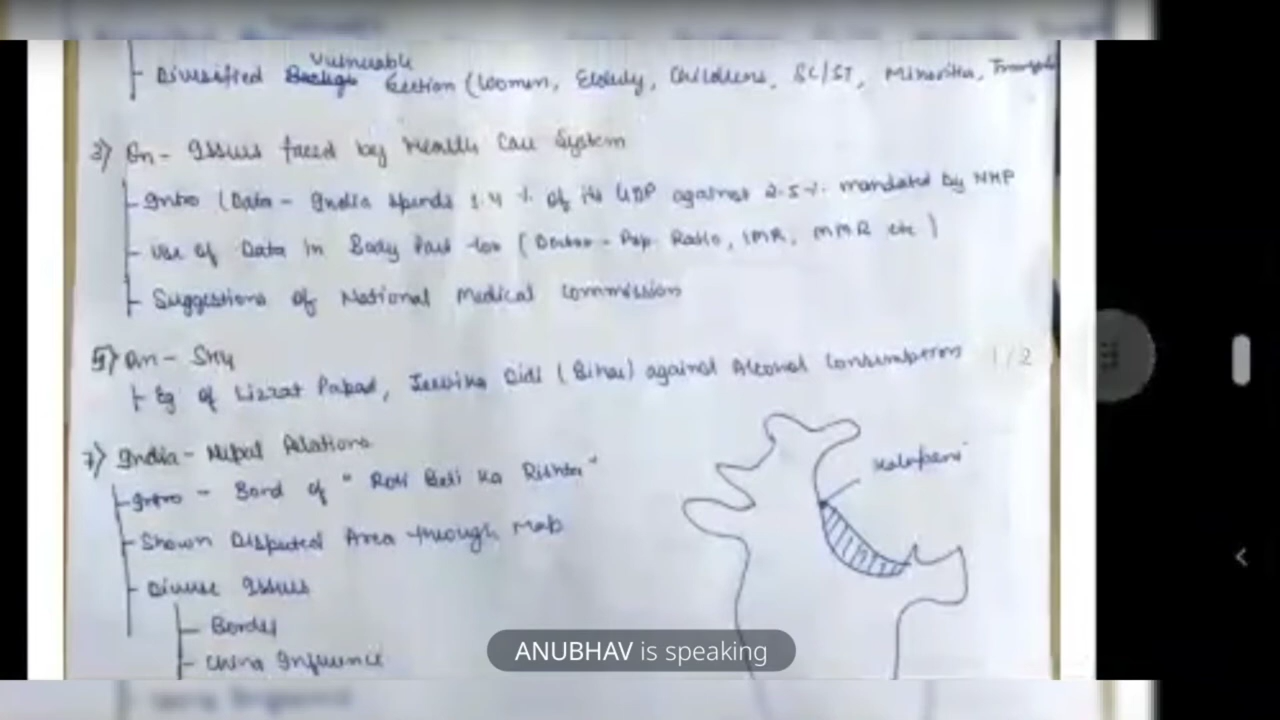 Diversified Vulnerable Section (Women, Elderly, Childrens, SC/ST, Minorities,
3) Qn - Issues faced by Health Care System
Intro (Data - India spends 1.4 % of its GDP against 2.5 % mandated by NHP
Use of Data in Body Part too (Doctor - Pop. Ratio, IMR, MMR etc)
Suggestions of National Medical Commission
5) Qn - SHG
Eg of Lizzat Papad, Jeevika Didi (Bihar) against Alcohol Consumption
1/2
7) India - Nepal Relations
Intro - Bond of "Roti Beti Ka Rishta"
Kalapani
Shown Disputed Area through Map
Diverse Issues
Border
China Influence
ANUBHAV is speaking